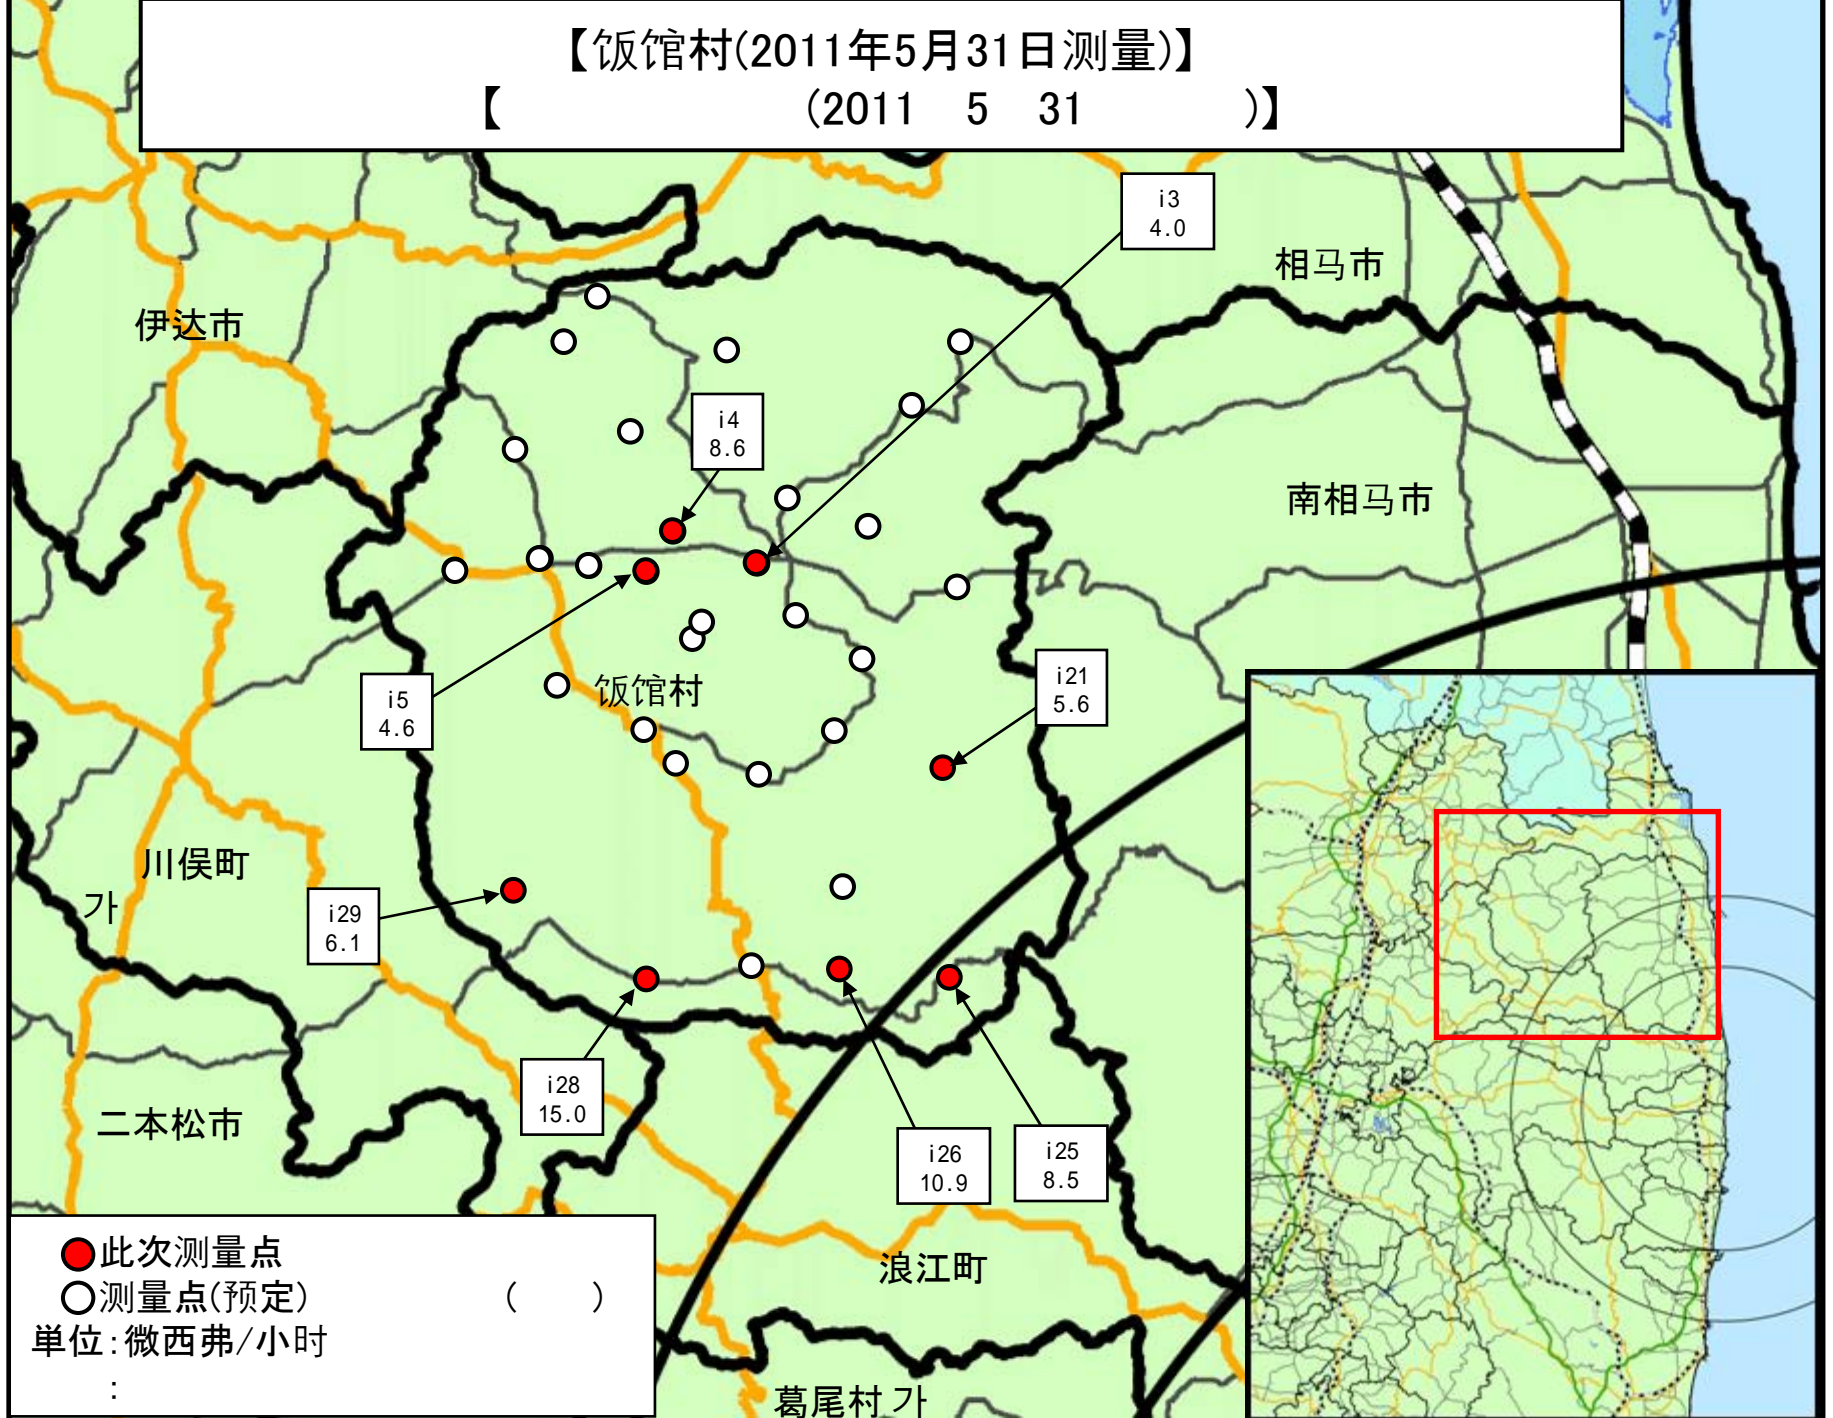 【饭馆村(2011年5月31日测量)】
【 (2011 5 31 )】
i3
4.0
相马市
伊达市
i4
8.6
南相马市
i5
4.6
饭馆村
i21
5.6
川俣町
가
i29
6.1
i28
15.0
二本松市
i26
10.9
i25
8.5
浪江町
葛尾村 가
●此次测量点
○测量点(预定) ( )
単位:微西弗/小时
: